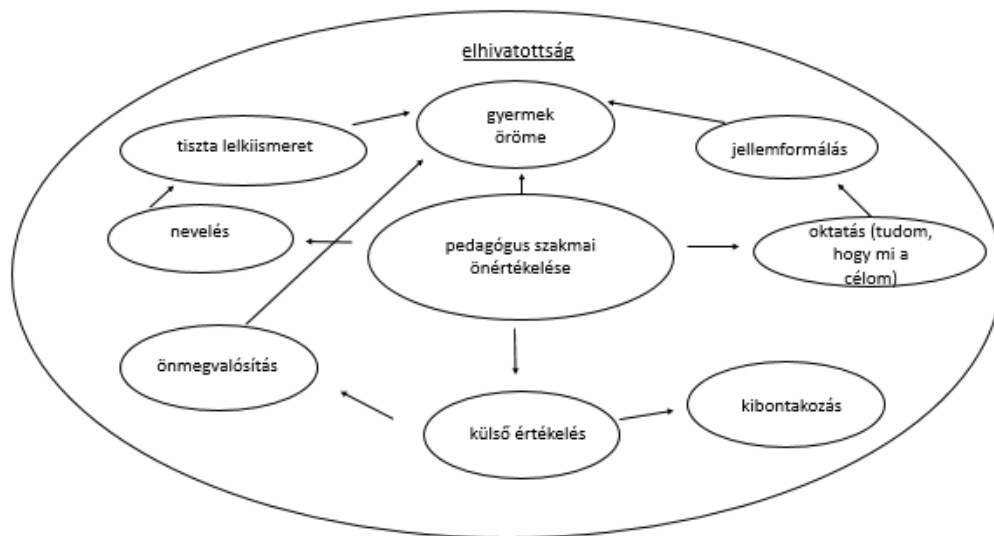 elhivatottság
gyermek
öröme
tiszta lelkiismeret
jellemformálás
nevelés
pedagógus szakmai
önértékelése
oktatás (tudom,
hogy mi a
célom)
önmegvalósítás
külső értékelés
kibontakozás